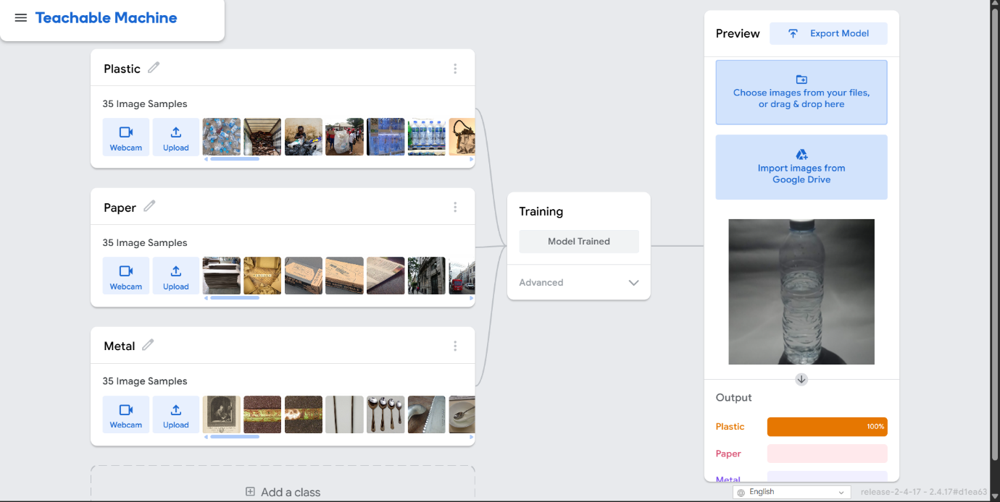 Teachable Machine
Plastic
35 Image Samples
Webcam
Upload
Paper
35 Image Samples
Webcam
Upload
Metal
35 Image Samples
Webcam
Upload
Add a class
Training
Model Trained
Advanced
Preview
Export Model
Choose images from your files,
or drag & drop here
Import images from
Google Drive
Output
Plastic
100%
Paper
Metal
English
release-2-4-17 - 2.4.17#d1ea63